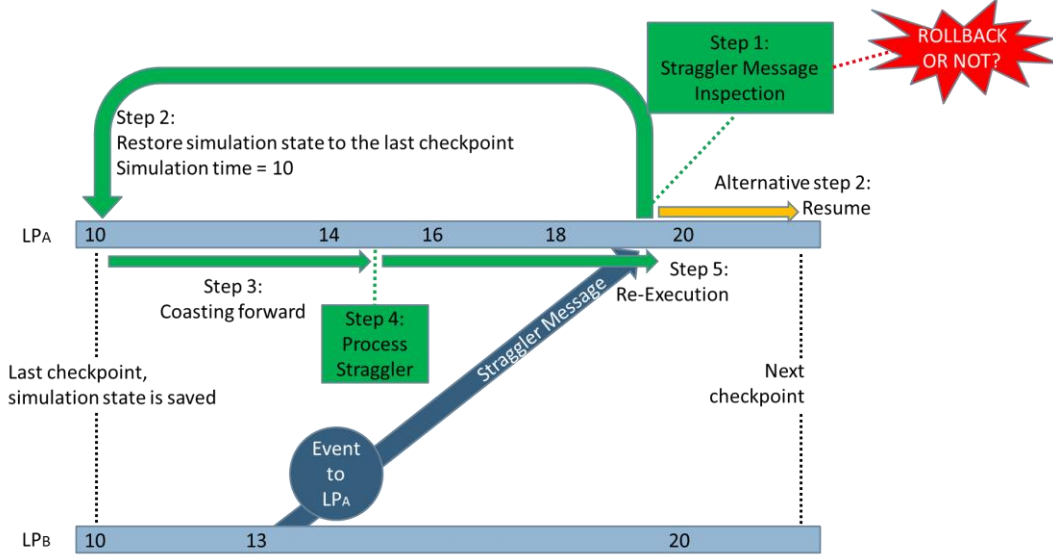 ROLLBACK
OR NOT?
Step 1:
Straggler Message
Inspection
Step 2:
Restore simulation state to the last checkpoint
Simulation time = 10
Alternative step 2:
Resume
LPA
10 14 16 18 20
Step 3:
Coasting forward
Step 4:
Process
Straggler
Step 5:
Re-Execution
Straggler Message
Last checkpoint,
simulation state is saved
Next
checkpoint
Event
to
LPA
LPB
10 13 20